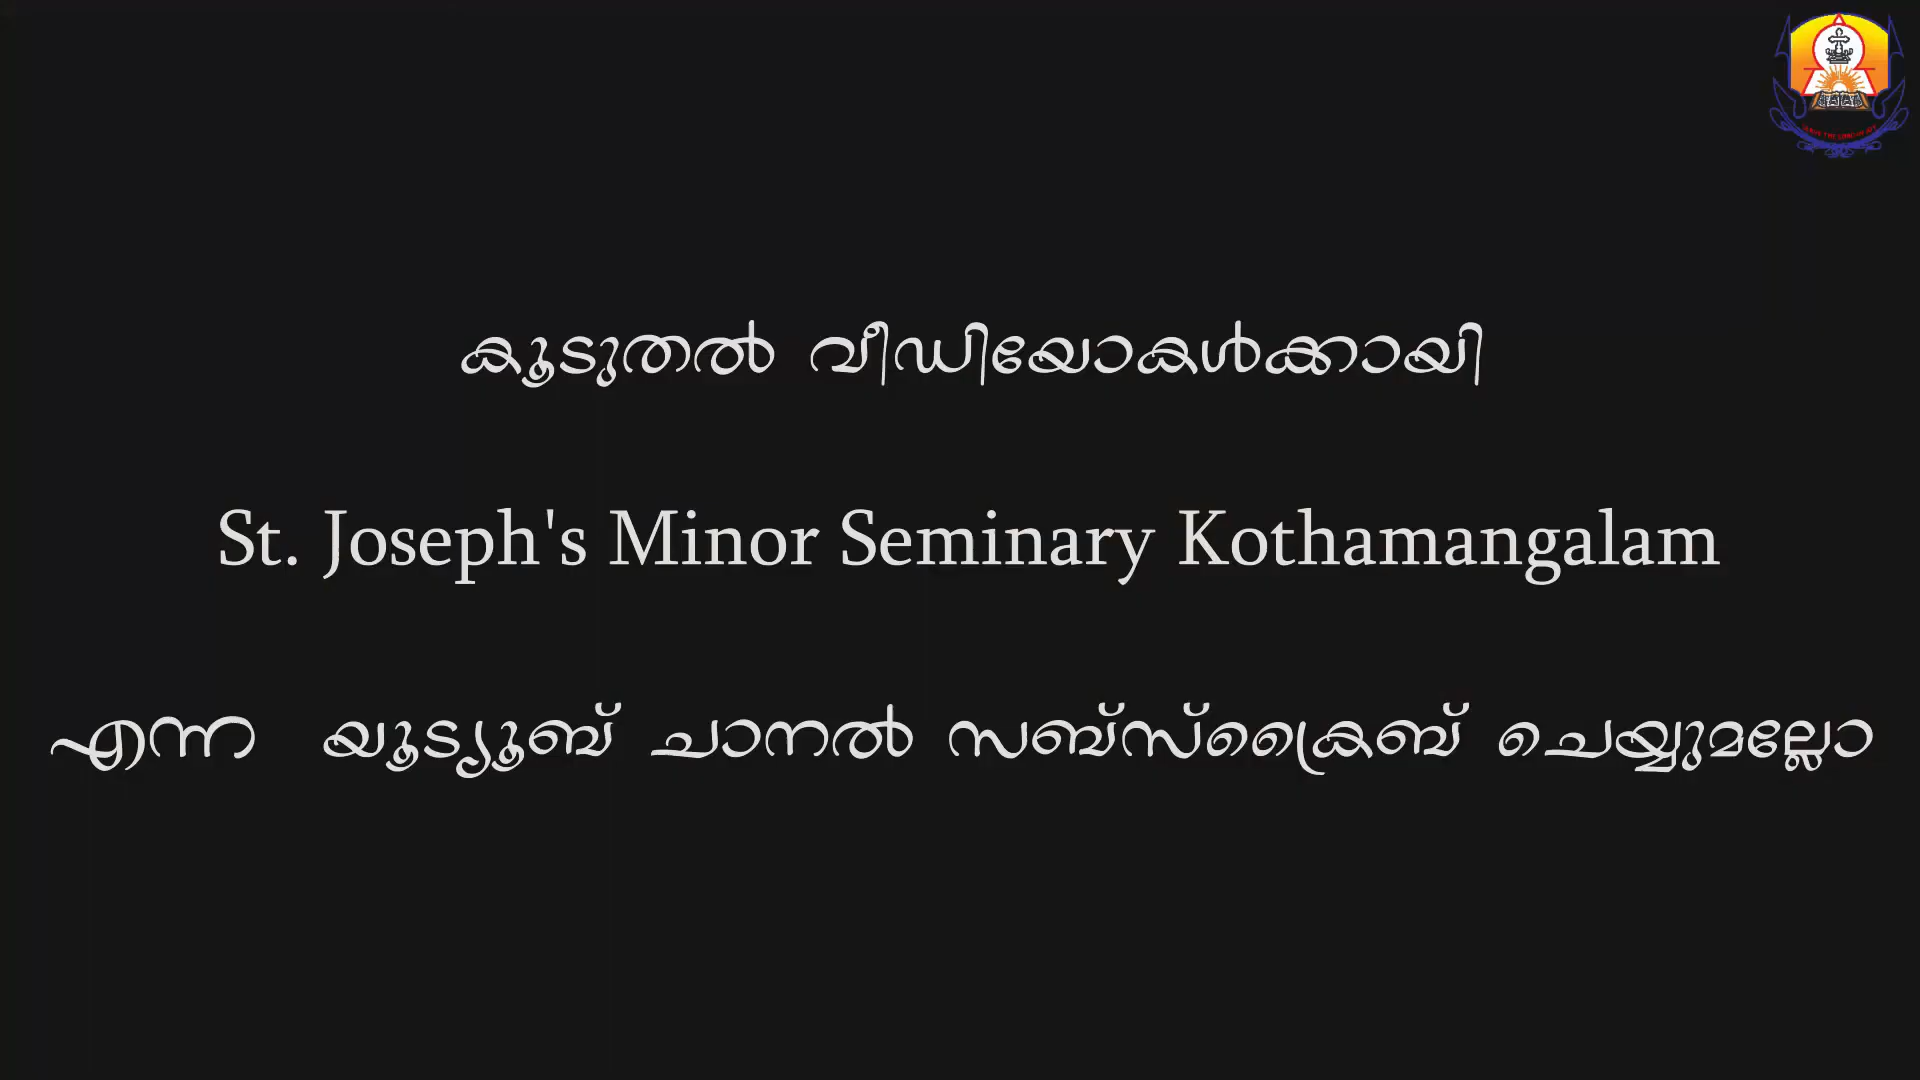 കൂടുതൽ വീഡിയോകൾക്കായി
St. Joseph's Minor Seminary Kothamangalam
എന്ന യൂട്യൂബ് ചാനൽ സബ്സ്ക്രൈബ് ചെയ്യുമല്ലോ